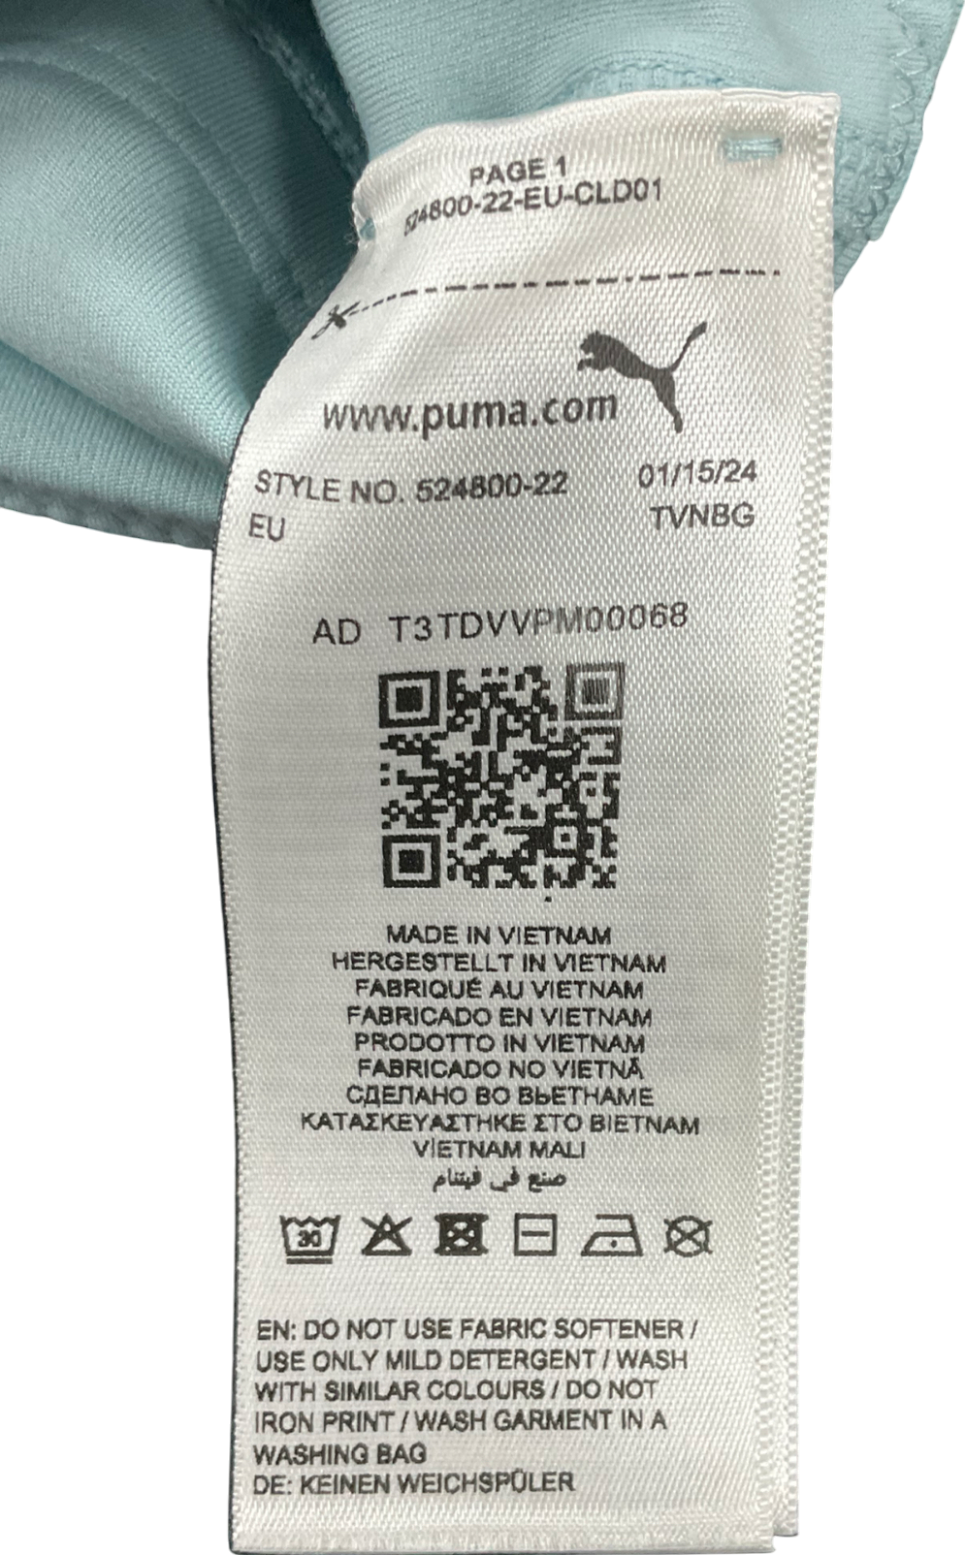 PAGE 1
524800-22-EU-CLD01
www.puma.com
STYLE NO. 524800-22 01/15/24
EU TVNBG
AD T3TDVVPM00068
MADE IN VIETNAM
HERGESTELLT IN VIETNAM
FABRIQUÉ AU VIETNAM
FABRICADO EN VIETNAM
PRODOTTO IN VIETNAM
FABRICADO NO VIETNÃ
СДЕЛАНО ВО ВЬЕТНАМЕ
ΚΑΤΑΣΚΕΥΑΣΤΗΚΕ ΣΤΟ ΒΙΕΤΝΑΜ
VİETNAM MALI
صنع في فيتنام
30
EN: DO NOT USE FABRIC SOFTENER /
USE ONLY MILD DETERGENT / WASH
WITH SIMILAR COLOURS / DO NOT
IRON PRINT / WASH GARMENT IN A
WASHING BAG
DE: KEINEN WEICHSPÜLER